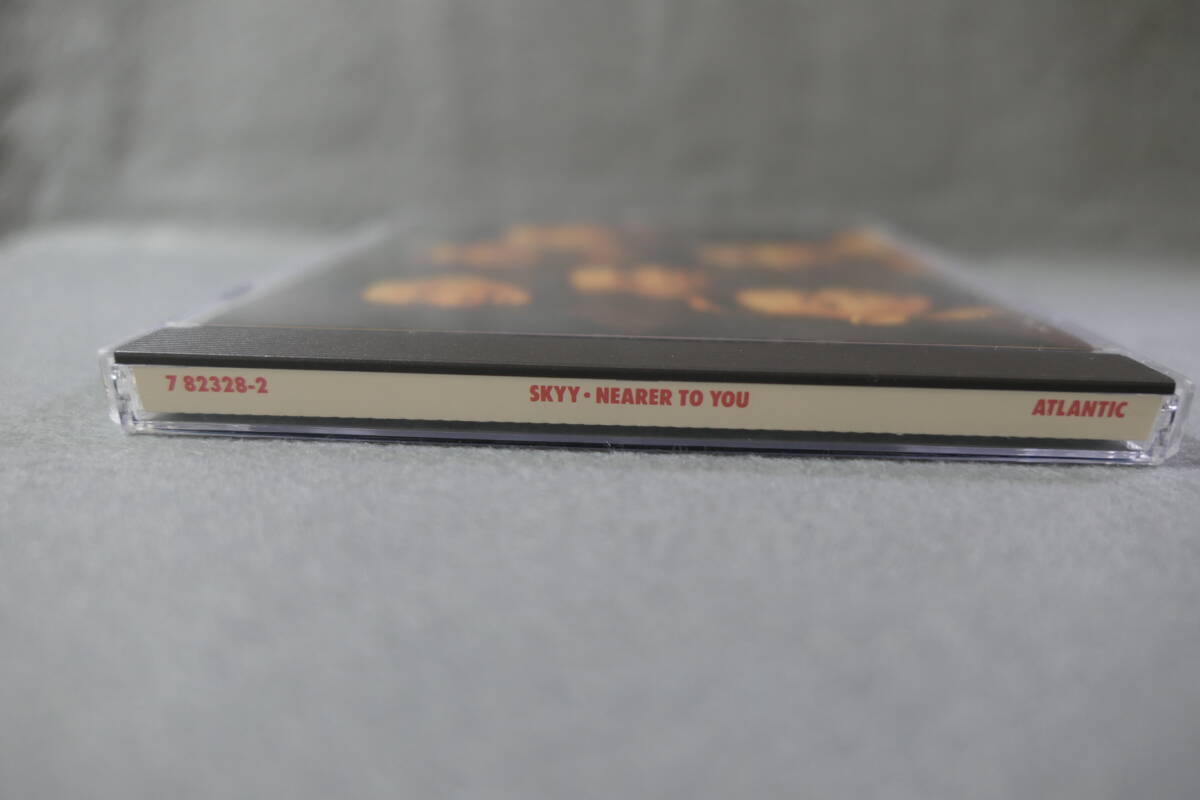 7 82328-2 SKYY • NEARER TO YOU ATLANTIC